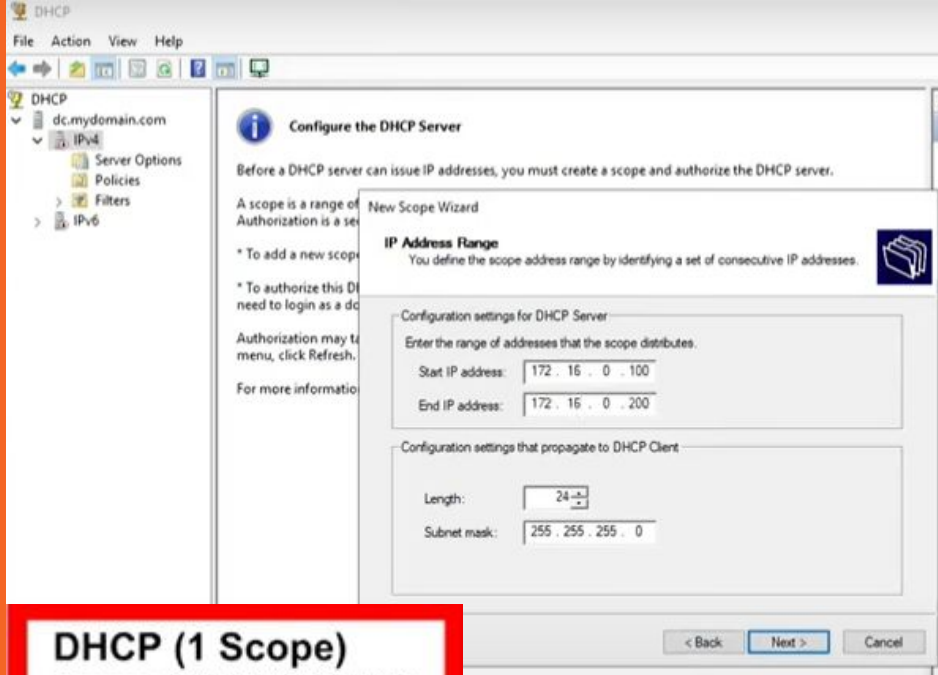 DHCP
File Action View Help
DHCP
dc.mydomain.com
IPv4
Server Options
Policies
Filters
IPv6
Configure the DHCP Server
Before a DHCP server can issue IP addresses, you must create a scope and authorize the DHCP server.
A scope is a range of
Authorization is a
* To add a new
* To authorize this
need to login as a
Authorization may
menu, click Refresh.
For more
New Scope Wizard
IP Address Range
You define the scope address range by identifying a set of consecutive IP addresses.
Configuration settings for DHCP Server
Enter the range of addresses that the scope distributes.
Start IP address: 172 . 16 . 0 . 100
End IP address: 172 . 16 . 0 . 200
Configuration settings that propagate to DHCP Client
Length: 24
Subnet mask: 255 . 255 . 255 . 0
< Back Next > Cancel
DHCP (1 Scope)